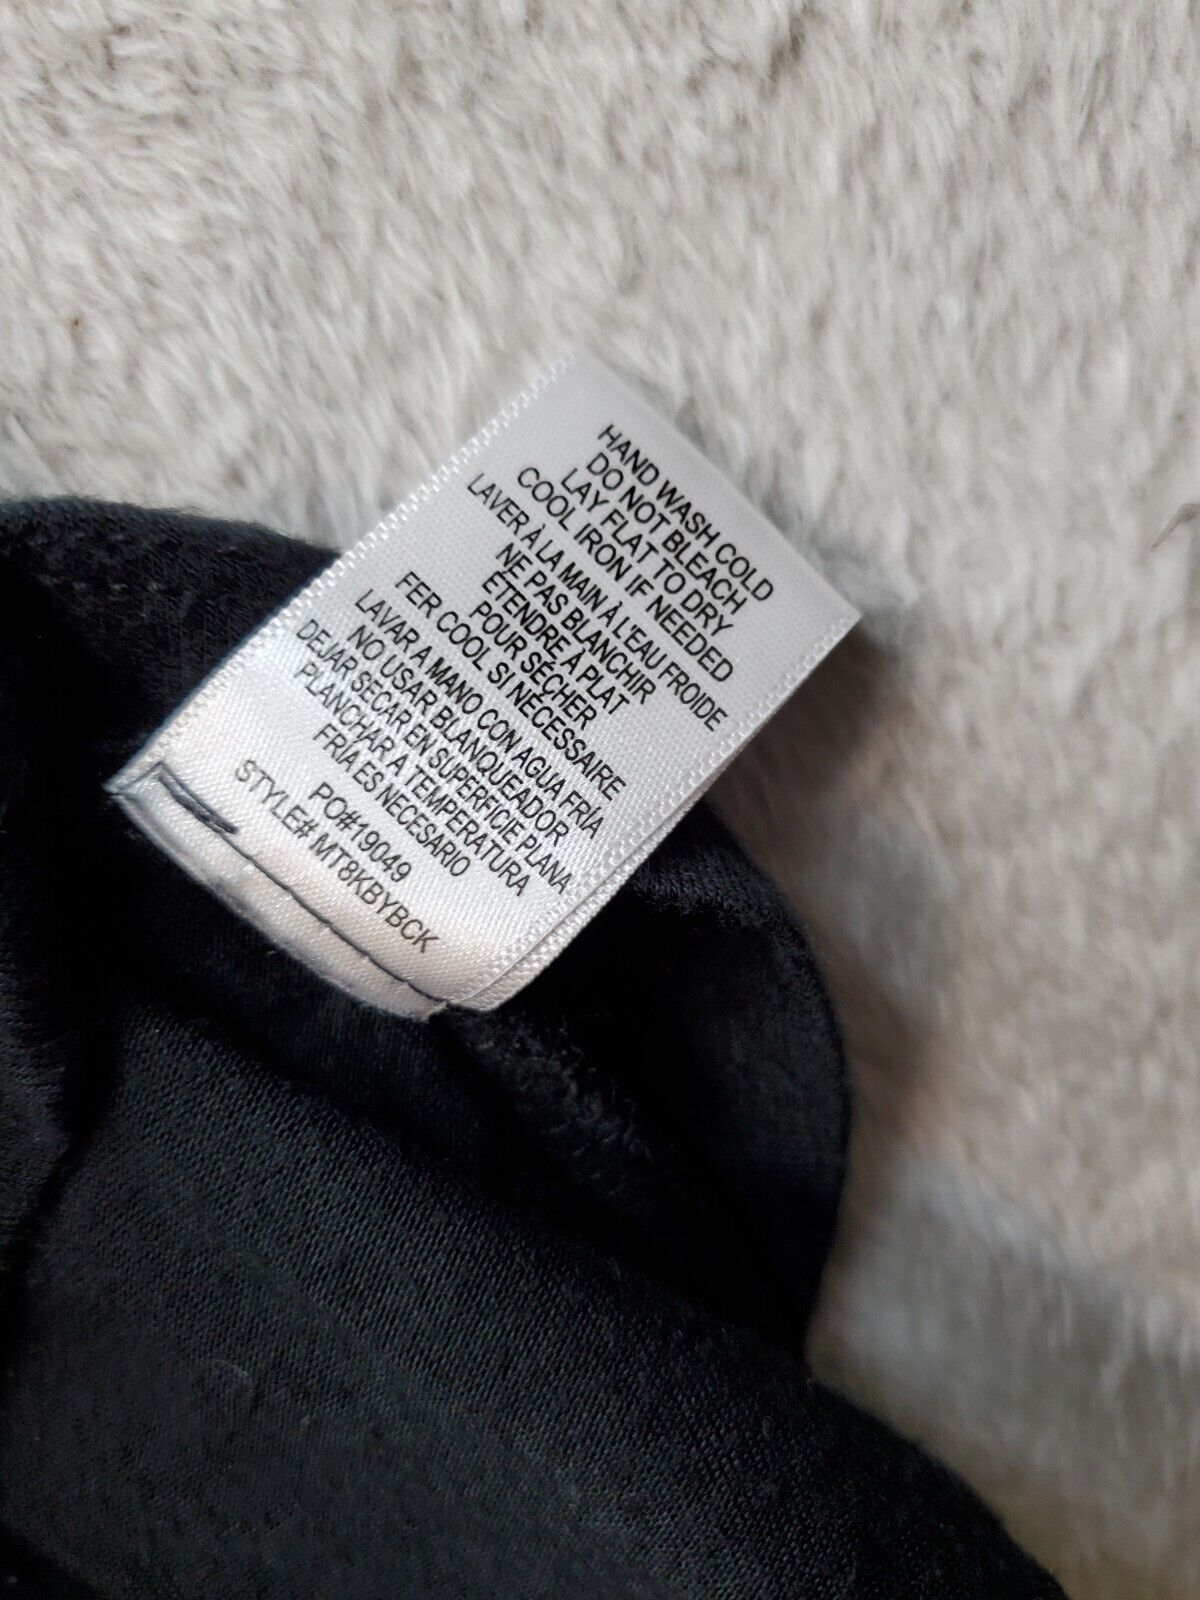 HAND WASH COLD
DO NOT BLEACH
LAY FLAT TO DRY
COOL IRON IF NEEDED
LAVER À LA MAIN À L'EAU FROIDE
NE PAS BLANCHIR
ÉTENDRE À PLAT
POUR SÉCHER
FER COOL SI NÉCESSAIRE
LAVAR A MANO CON AGUA FRÍA
NO USAR BLANQUEADOR
DEJAR SECAR EN SUPERFICIE PLANA
PLANCHAR A TEMPERATURA
FRÍA ES NECESARIO
PO#19049
STYLE# MT8KBYBCK